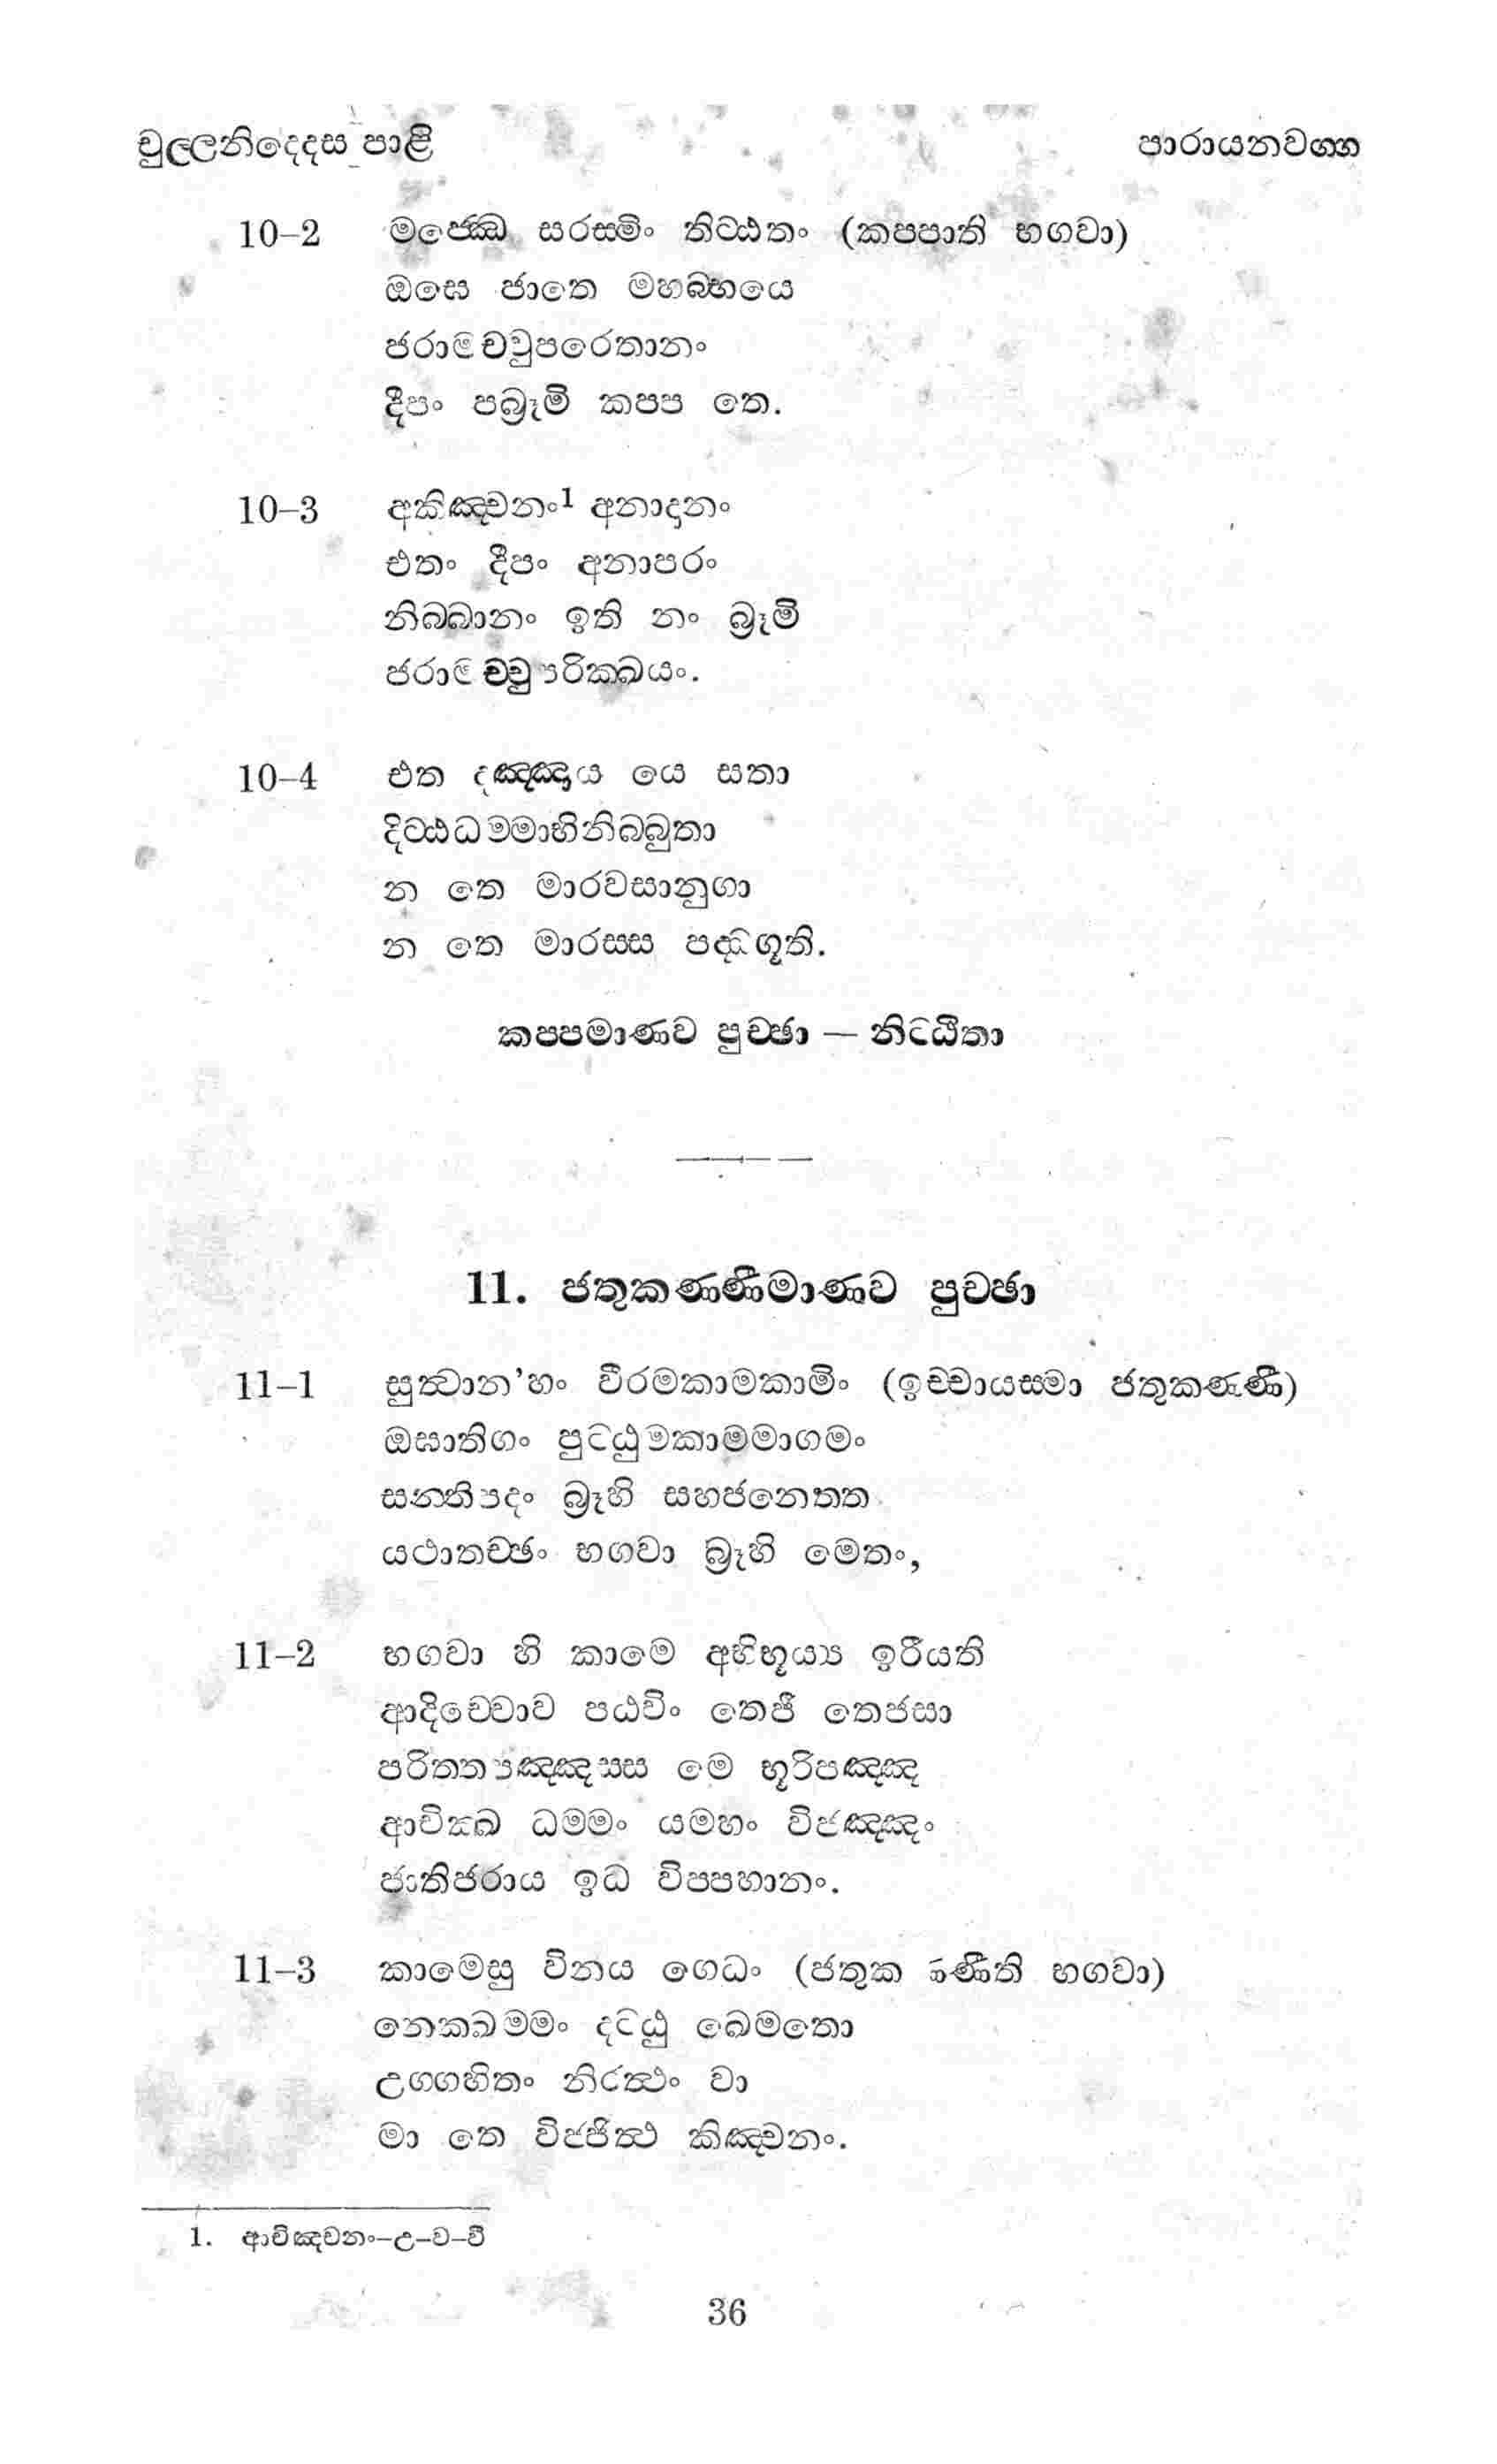 චුල්ලනිද්දෙස පාළි පාරායනවග්ග
10–2 මජ්ඣෙ සරස්මිං තිට්ඨතං (කප්පාති භගවා)
ඔඝෙ ජාතෙ මහබ්භයෙ
ජරාමච්චුපරෙතානං
දීපං පබ්‍රූමි කප්ප තෙ.
10–3 අකිඤ්චනං1 අනාදානං
එතං දීපං අනාපරං
නිබ්බානං ඉති නං බ්‍රූමි
ජරාමච්චුපරික්ඛයං.
10–4 එත දඤ්ඤාය යෙ සතා
දිට්ඨධම්මාභිනිබ්බුතා
න තෙ මාරවසානුගා
න තෙ මාරස්ස පද්ධගූති.
කප්පමාණව පුච්ඡා — නිට්ඨිතා
11. ජතුකණ්ණීමාණව පුච්ඡා
11–1 සුත්වාන’හං වීරමකාමකාමිං (ඉච්චායස්මා ජතුකණ්ණී)
ඔඝාතිගං පුට්ඨුමකාමමාගමං
සන්තිපදං බ්‍රූහි සහජනෙත්ත
යථාතච්ඡං භගවා බ්‍රූහි මෙතං,
11–2 භගවා හි කාමෙ අභිභූය්‍ය ඉරීයති
ආදිච්චොව පඨවිං තෙජී තෙජසා
පරිත්තපඤ්ඤස්ස මෙ භූරිපඤ්ඤ
ආචික්ඛ ධම්මං යමහං විජඤ්ඤං
ජාතිජරාය ඉධ විප්පහානං.
11–3 කාමෙසු විනය ගෙධං (ජතුකණ්ණීති භගවා)
නෙක්ඛම්මං දට්ඨු ඛෙමතො
උග්ගහිතං නිරත්ථං වා
මා තෙ විජ්ජිත්ථ කිඤ්චනං.
1. ආචිඤ්චනං–උ–ව–වී
36